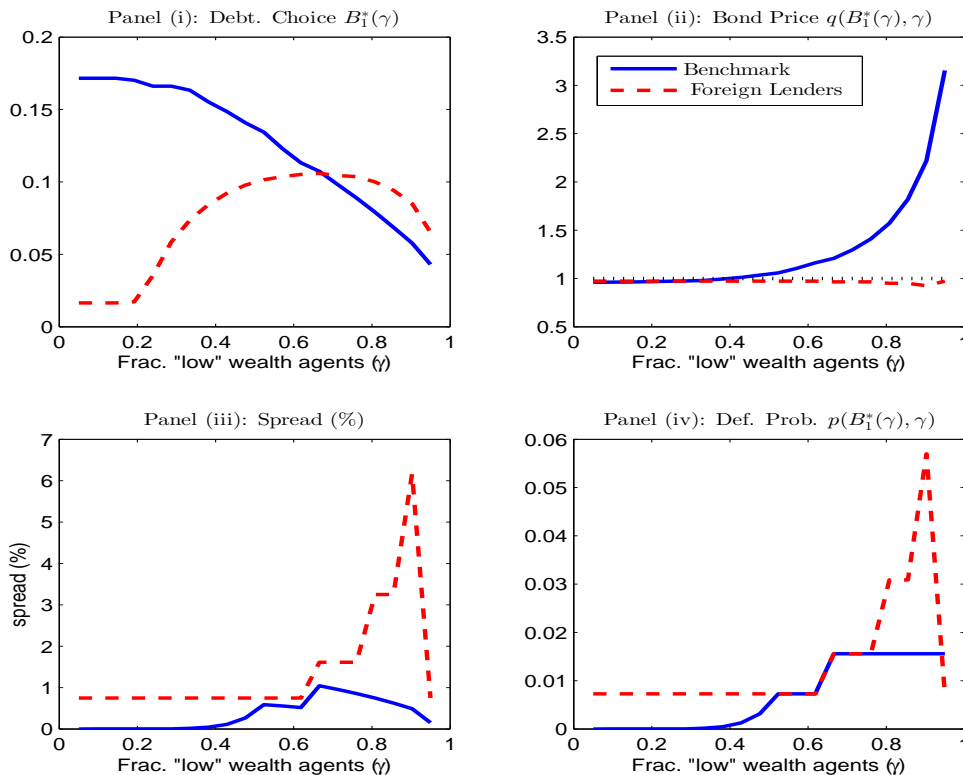 Panel (i): Debt. Choice B₁*(γ)
0.2
0.15
0.1
0.05
0
0 0.2 0.4 0.6 0.8 1
Frac. "low" wealth agents (γ)
Panel (ii): Bond Price q(B₁*(γ), γ)
3.5
3
2.5
2
1.5
1
0.5
0 0.2 0.4 0.6 0.8 1
Frac. "low" wealth agents (γ)
Benchmark
Foreign Lenders
Panel (iii): Spread (%)
spread (%)
7
6
5
4
3
2
1
0
0 0.2 0.4 0.6 0.8 1
Frac. "low" wealth agents (γ)
Panel (iv): Def. Prob. p(B₁*(γ), γ)
0.06
0.05
0.04
0.03
0.02
0.01
0
0 0.2 0.4 0.6 0.8 1
Frac. "low" wealth agents (γ)